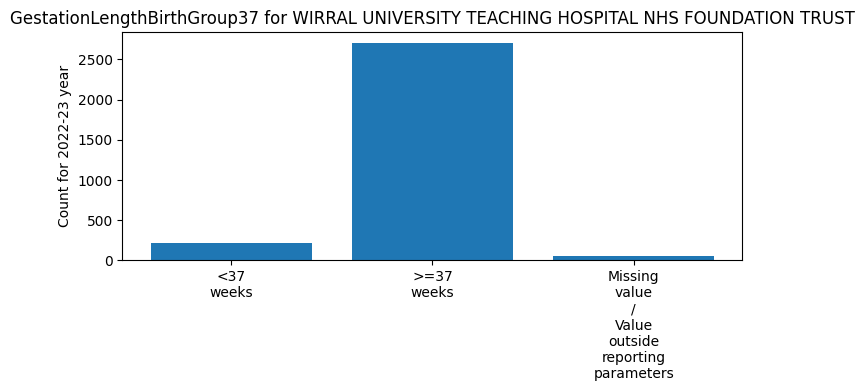 GestationLengthBirthGroup37 for WIRRAL UNIVERSITY TEACHING HOSPITAL NHS FOUNDATION TRUST
Count for 2022-23 year
2500
2000
1500
1000
500
0
<37
weeks
>=37
weeks
Missing
value
/
Value
outside
reporting
parameters